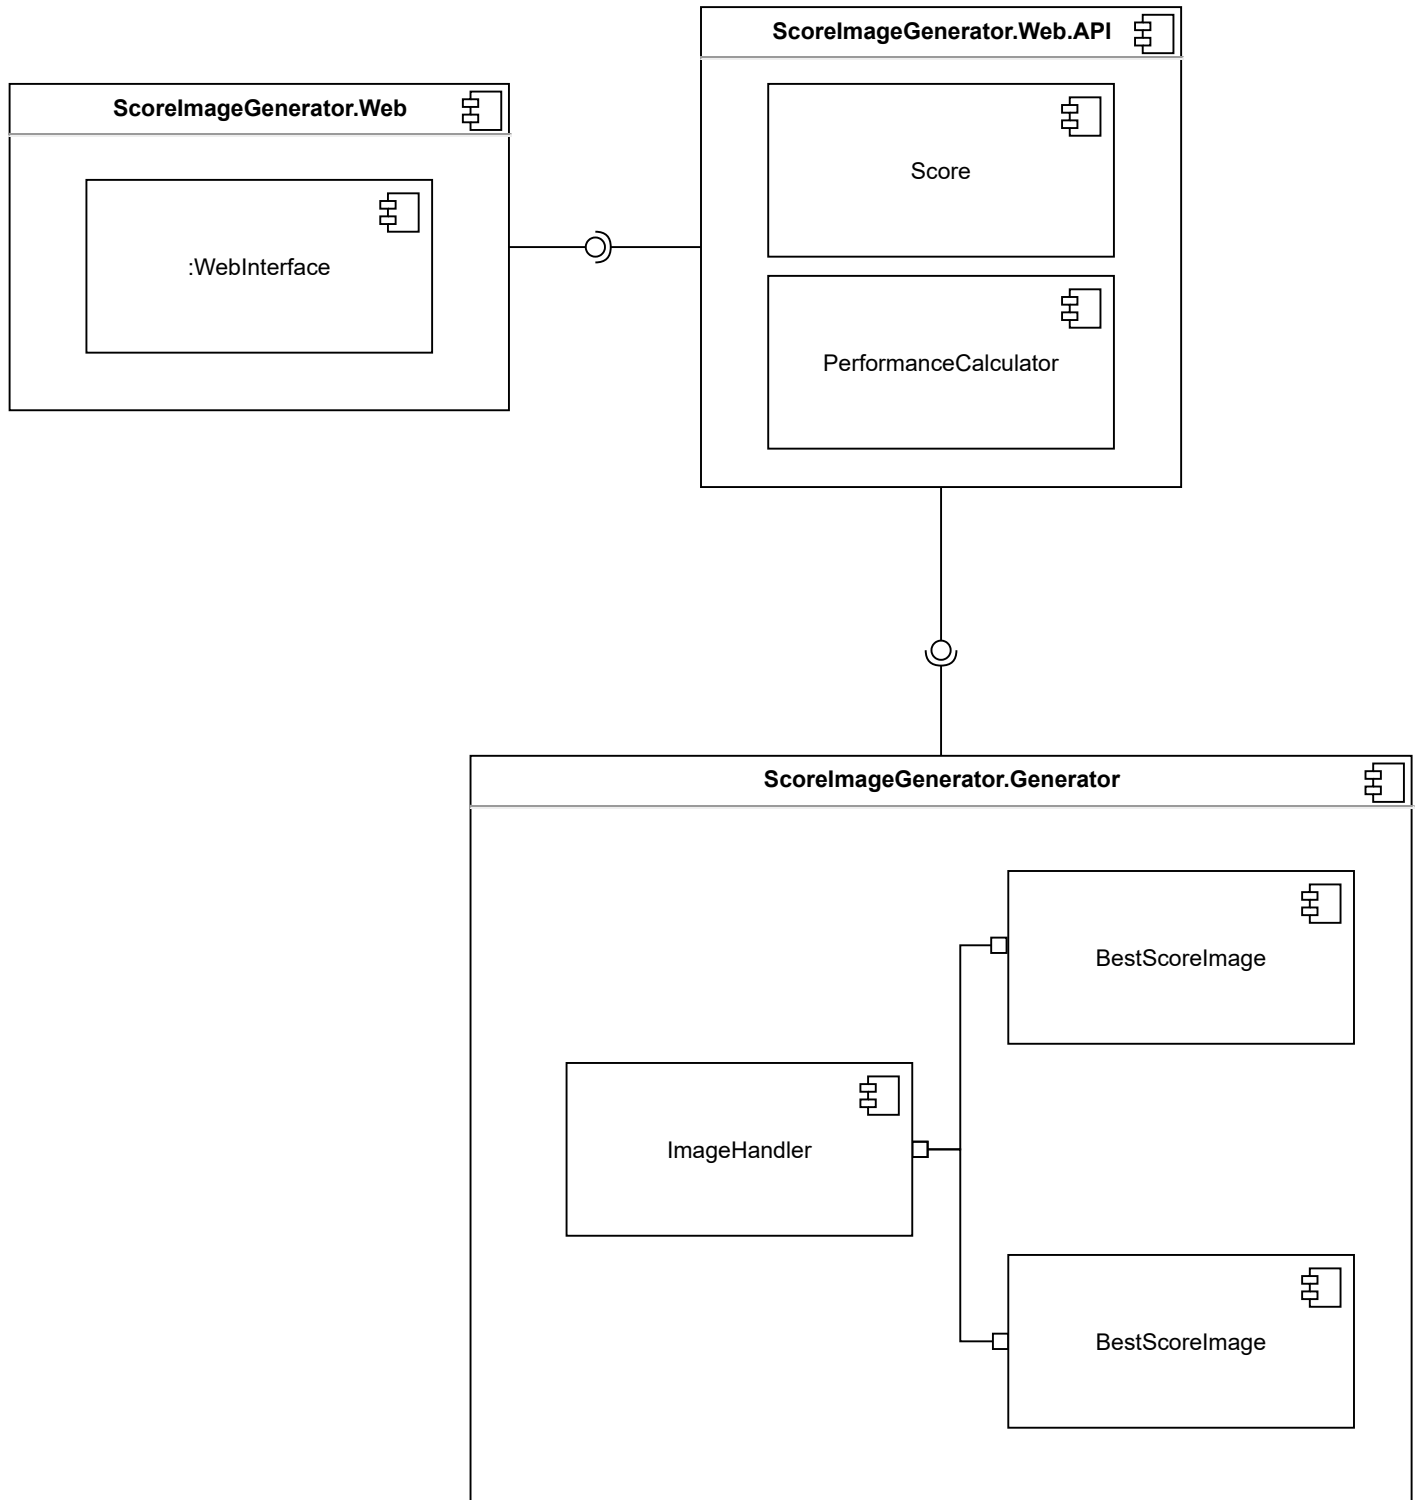 ScoreImageGenerator.Web.API
ScoreImageGenerator.Web
Score
:WebInterface
PerformanceCalculator
ScoreImageGenerator.Generator
BestScoreImage
ImageHandler
BestScoreImage